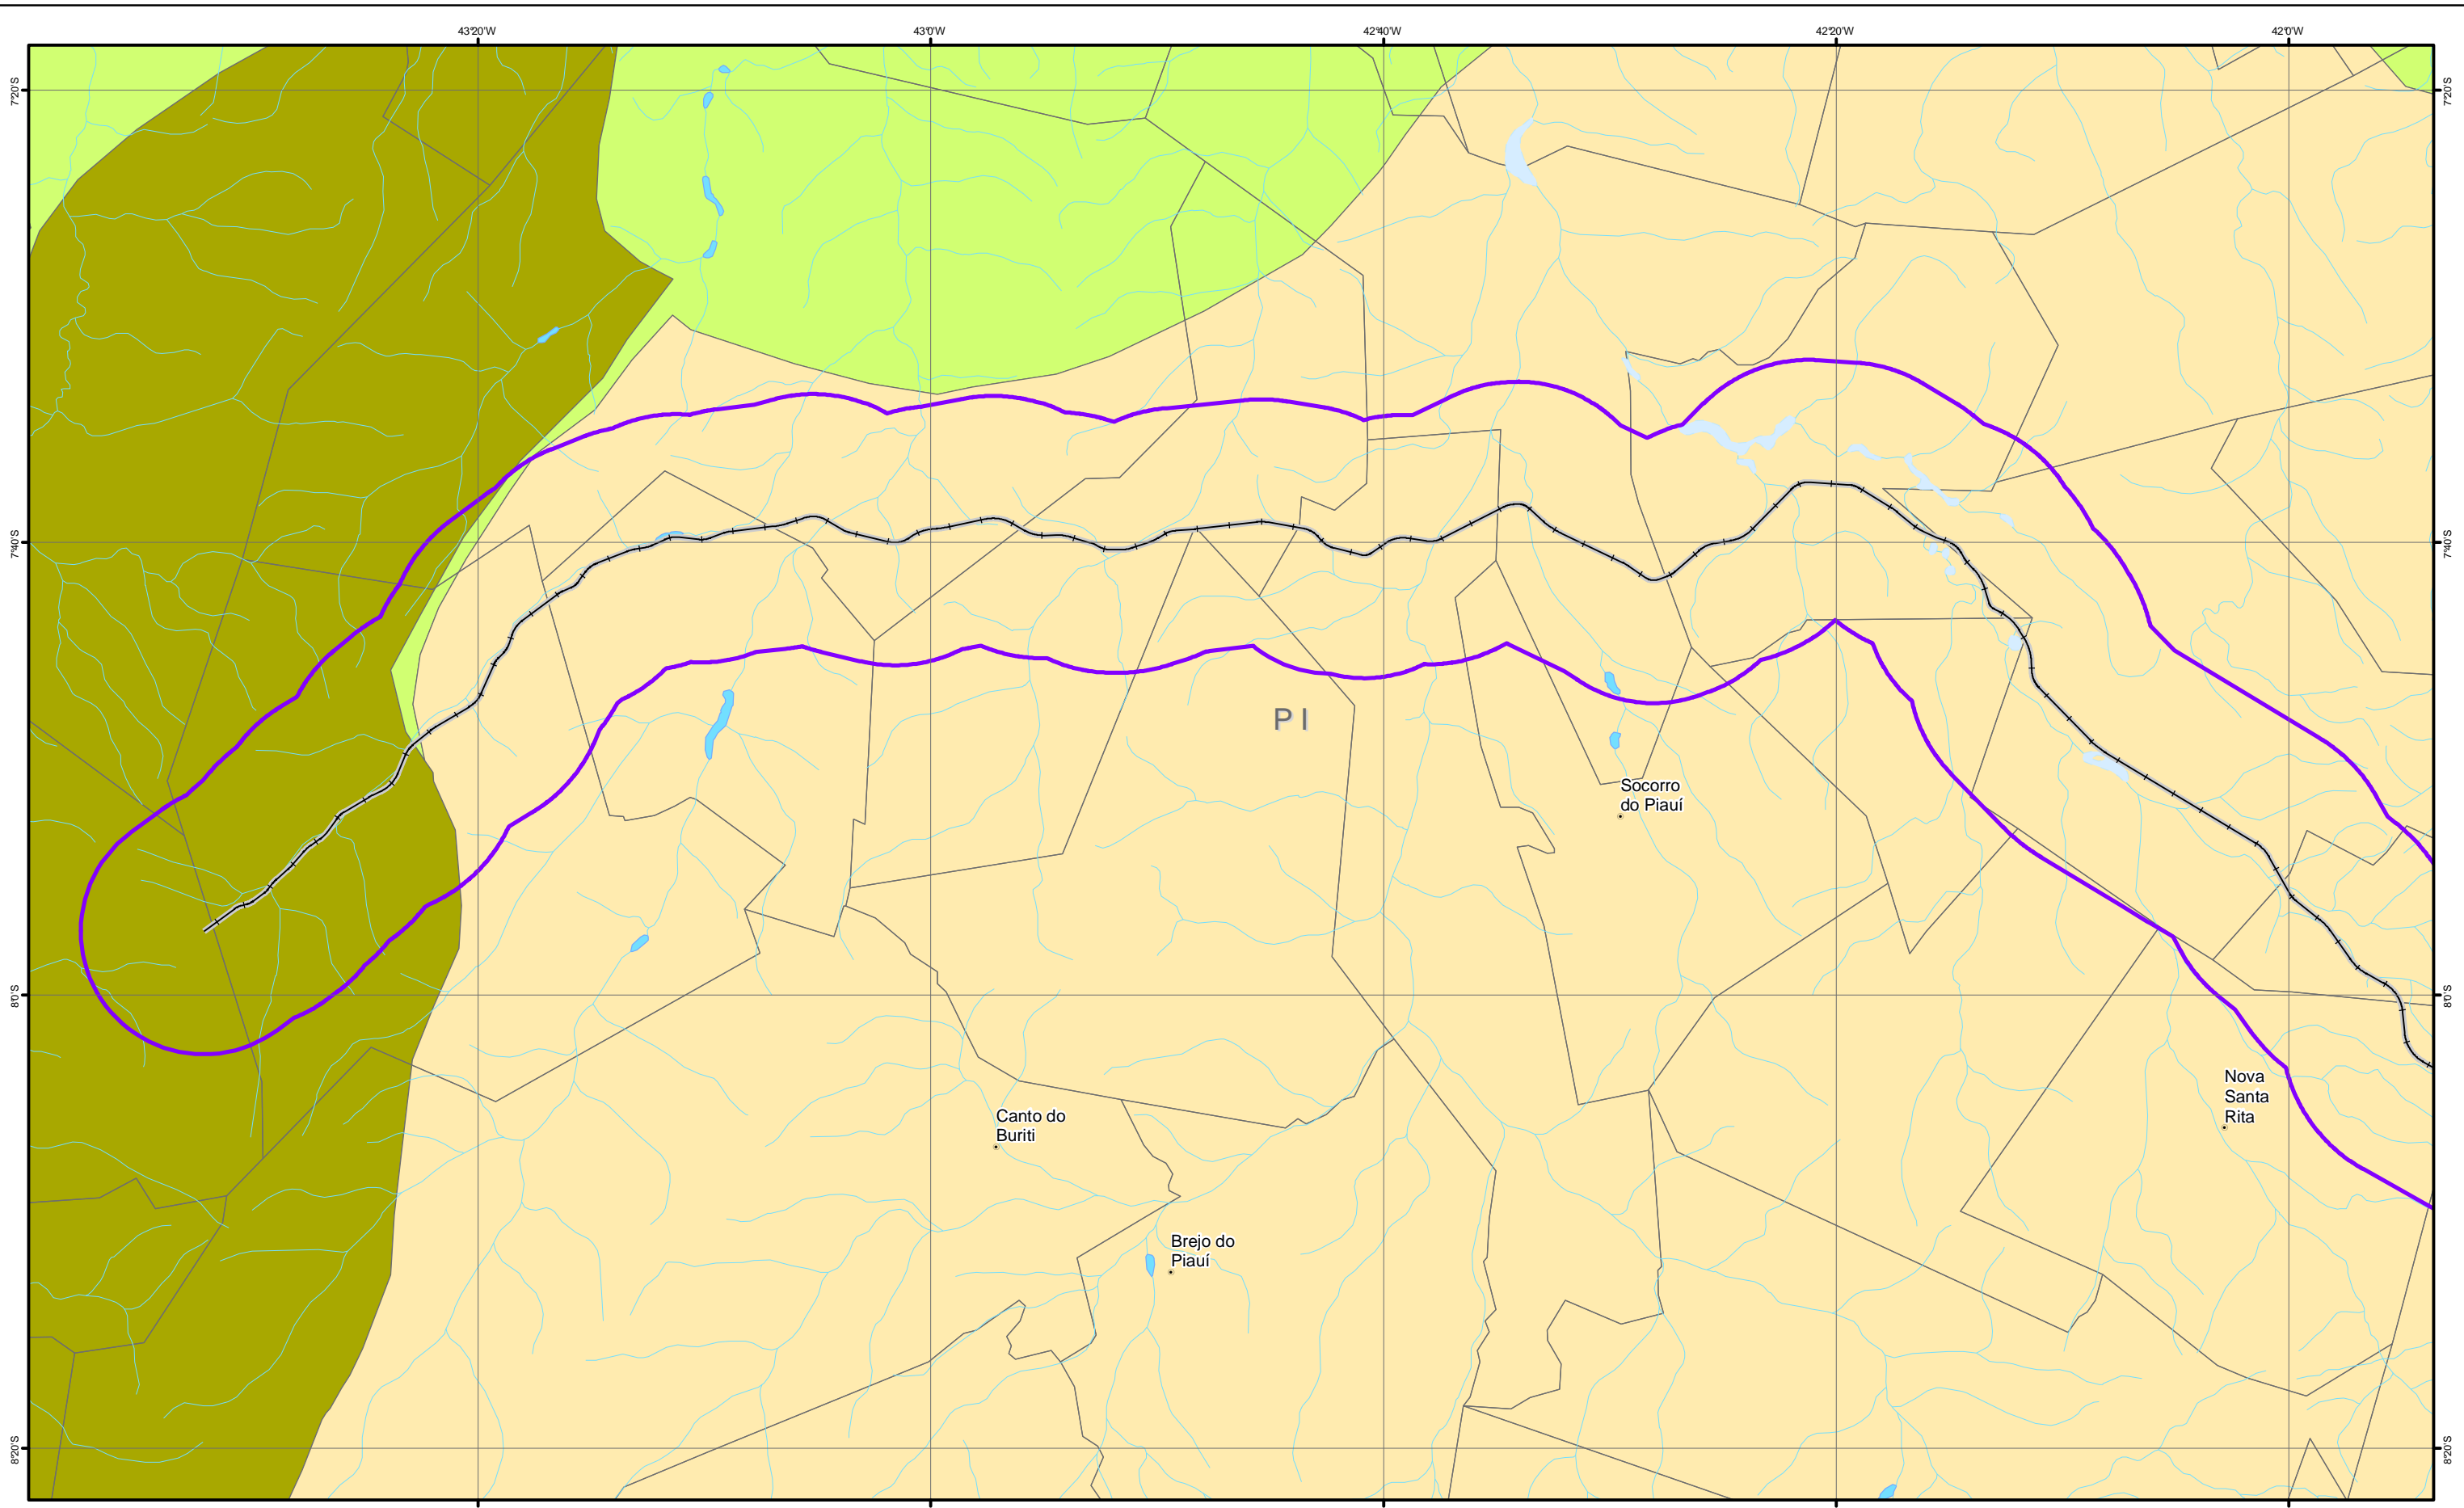 43°20'W
43°0'W
42°40'W
42°20'W
42°0'W
7°20'S
7°20'S
7°40'S
7°40'S
PI
Socorro
do Piauí
8°0'S
8°0'S
Nova
Santa
Rita
Canto do
Buriti
Brejo do
Piauí
8°20'S
8°20'S